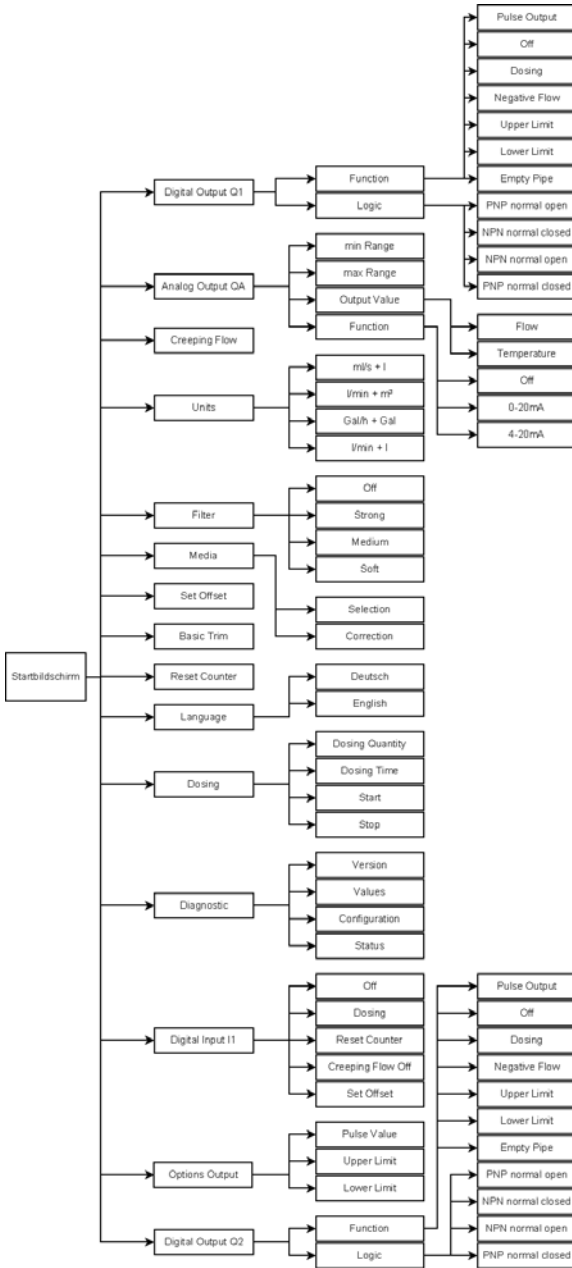 Startbildschirm
Digital Output Q1
Function
Pulse Output
Off
Dosing
Negative Flow
Upper Limit
Lower Limit
Empty Pipe
Logic
PNP normal open
NPN normal closed
NPN normal open
PNP normal closed
Analog Output QA
min Range
max Range
Output Value
Flow
Temperature
Function
Off
0-20mA
4-20mA
Creeping Flow
Units
ml/s + l
l/min + m³
Gal/h + Gal
l/min + l
Filter
Off
Strong
Medium
Soft
Media
Selection
Correction
Set Offset
Basic Trim
Reset Counter
Language
Deutsch
English
Dosing
Dosing Quantity
Dosing Time
Start
Stop
Diagnostic
Version
Values
Configuration
Status
Digital Input I1
Off
Dosing
Reset Counter
Creeping Flow Off
Set Offset
Options Output
Pulse Value
Upper Limit
Lower Limit
Digital Output Q2
Function
Pulse Output
Off
Dosing
Negative Flow
Upper Limit
Lower Limit
Empty Pipe
Logic
PNP normal open
NPN normal closed
NPN normal open
PNP normal closed